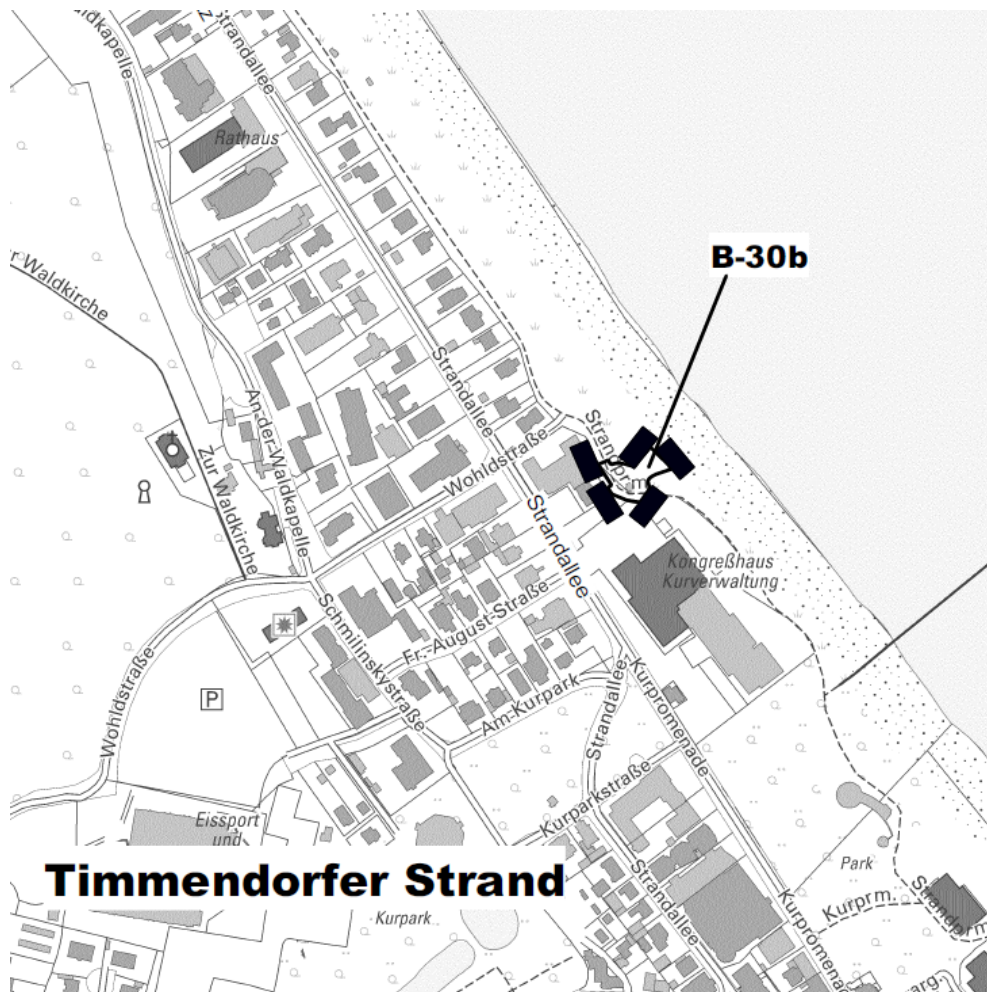 Waldkapelle
Strandallee
Rathaus
B-30b
Waldkirche
Strandallee
An der Waldkapelle
Strandprm.
Wohldstraße
Zur Waldkirche
Strandallee
Kongreßhaus
Kurverwaltung
Schmilinskystraße
Fr.-August-Straße
Wohldstraße
P
Am Kurpark
Strandallee
Kurpromenade
Kurparkstraße
Eissport
und
Timmendorfer Strand
Park
Kurpark
Strandallee
Kurprm.
Strandprm.
Kurpromenade